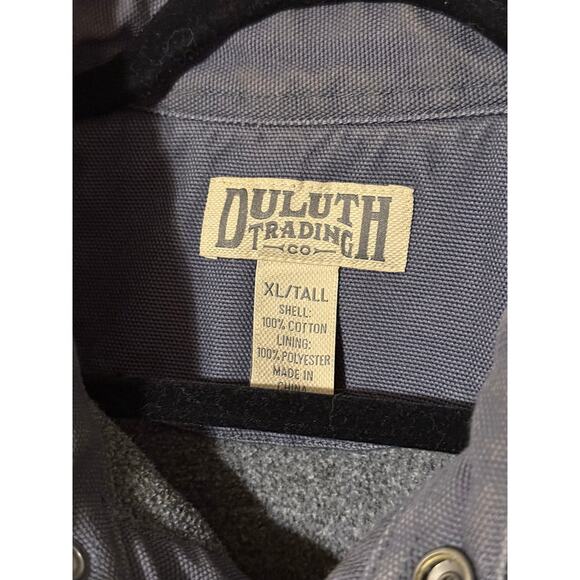 DULUTH
TRADING
CO
XL/TALL
SHELL:
100% COTTON
LINING:
100% POLYESTER
MADE IN
CHINA